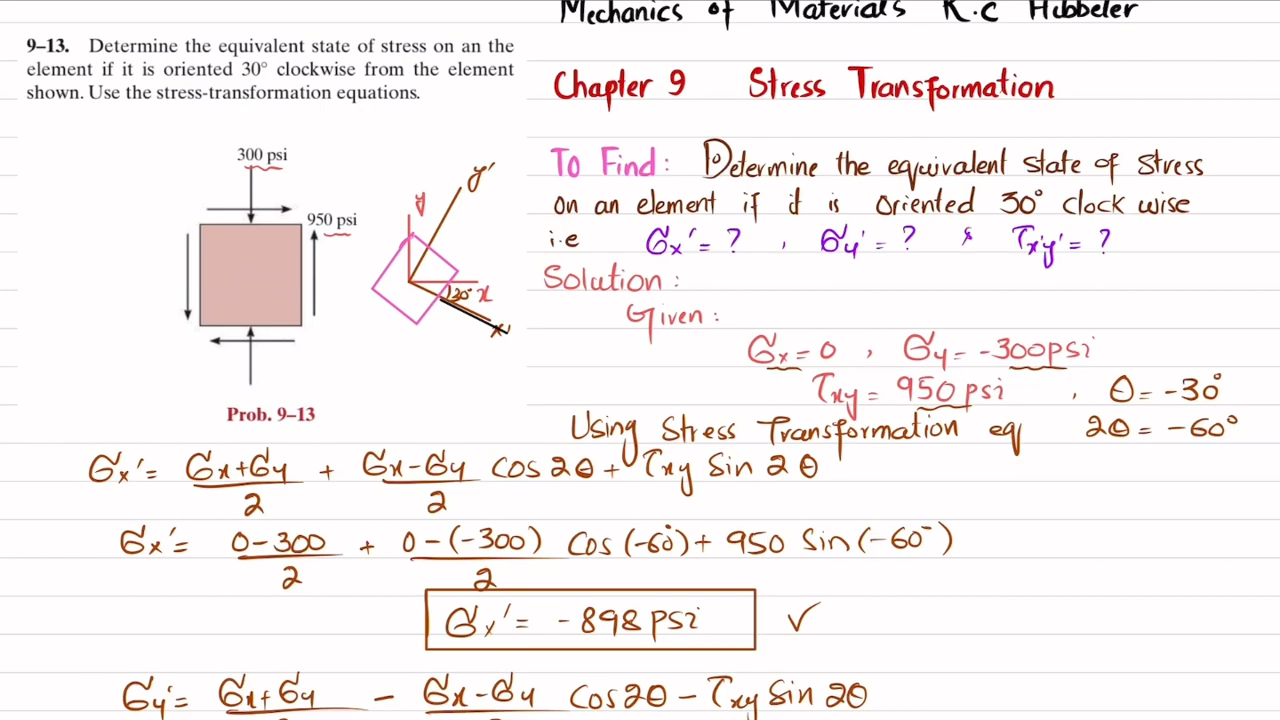 Mechanics of Materials R.C Hibbeler
9–13. Determine the equivalent state of stress on an the
element if it is oriented 30° clockwise from the element
shown. Use the stress-transformation equations.
300 psi
950 psi
Prob. 9–13
y
y'
30° x
x'
Chapter 9 Stress Transformation
To Find: Determine the equivalent state of stress
on an element if it is oriented 30° clock wise
i.e σx' = ? , σy' = ? & τx'y' = ?
Solution:
Given:
σx = 0 , σy = -300psi
τxy = 950 psi , θ = -30°
Using Stress Transformation eq 2θ = -60°
σx' = σx+σy/2 + σx-σy/2 cos 2θ + τxy sin 2θ
σx' = 0-300/2 + 0-(-300)/2 cos(-60°) + 950 sin(-60°)
σx' = -898 psi ✓
σy' = σx+σy - σx-σy cos2θ - τxy sin 2θ